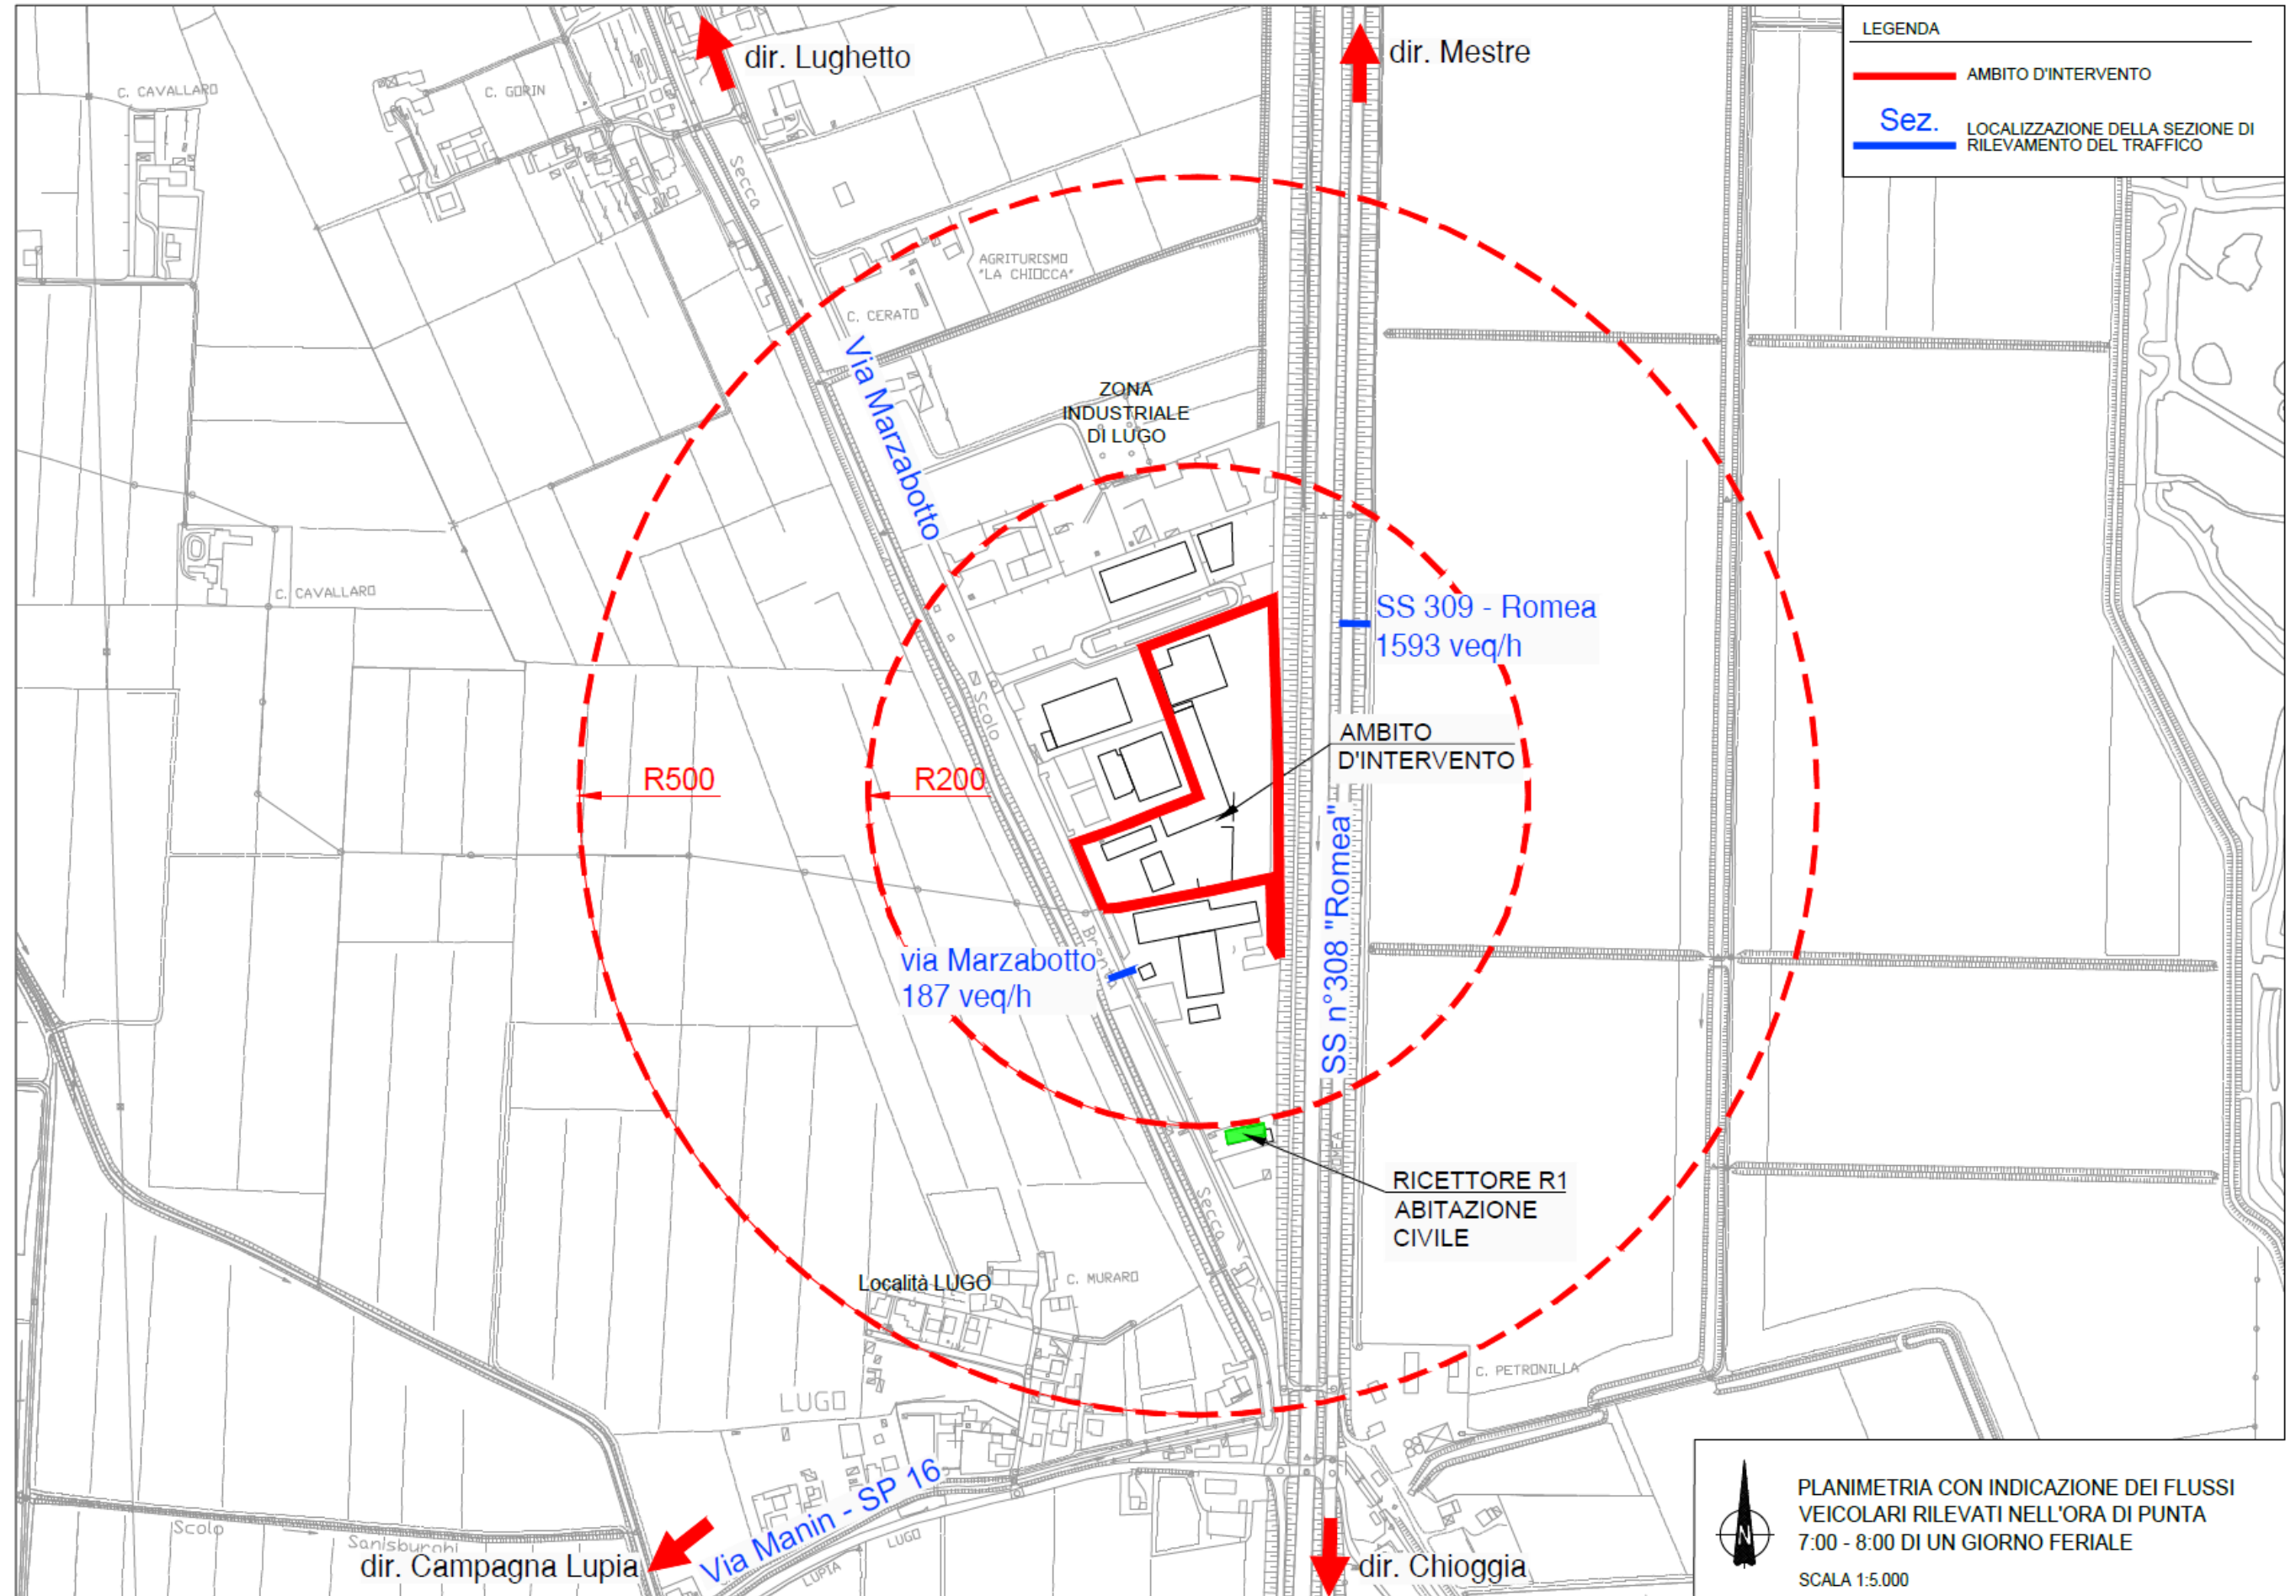 dir. Lughetto
dir. Mestre
LEGENDA
AMBITO D'INTERVENTO
Sez.
LOCALIZZAZIONE DELLA SEZIONE DI
RILEVAMENTO DEL TRAFFICO
C. CAVALLARO
C. GORIN
Secca
AGRITURISMO
"LA CHIOCCA"
C. CERATO
Via Marzabotto
ZONA
INDUSTRIALE
DI LUGO
C. CAVALLARO
SS 309 - Romea
1593 veq/h
Scolo
AMBITO
D'INTERVENTO
R500
R200
SS n°308 "Romea"
via Marzabotto
187 veq/h
RICETTORE R1
ABITAZIONE
CIVILE
Secca
Località LUGO
C. MURARO
C. PETRONILLA
LUGO
Via Manin - SP 16
Scolo
Sanisburghi
LUGO
LUPIA
dir. Campagna Lupia
dir. Chioggia
N
PLANIMETRIA CON INDICAZIONE DEI FLUSSI
VEICOLARI RILEVATI NELL'ORA DI PUNTA
7:00 - 8:00 DI UN GIORNO FERIALE
SCALA 1:5.000